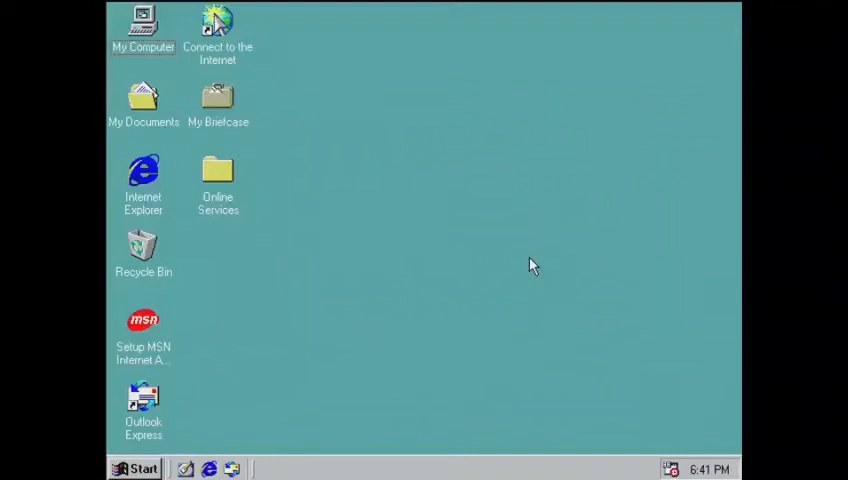 My Computer
Connect to the
Internet
My Documents
My Briefcase
Internet
Explorer
Online
Services
Recycle Bin
msn
Setup MSN
Internet A...
Outlook
Express
Start
6:41 PM